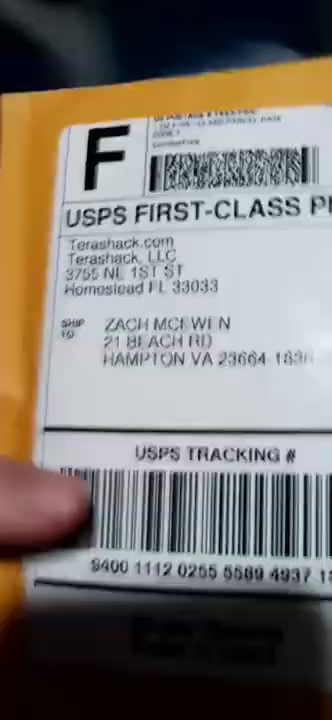 F
USPS FIRST-CLASS
Terashack.com
Terashack, LLC
3755 NE 1ST ST
Homestead FL 33033
SHIP
TO
ZACH MCEWEN
21 BEACH RD
HAMPTON VA 23664-1836
USPS TRACKING #
9400 1112 0255 5589 4937